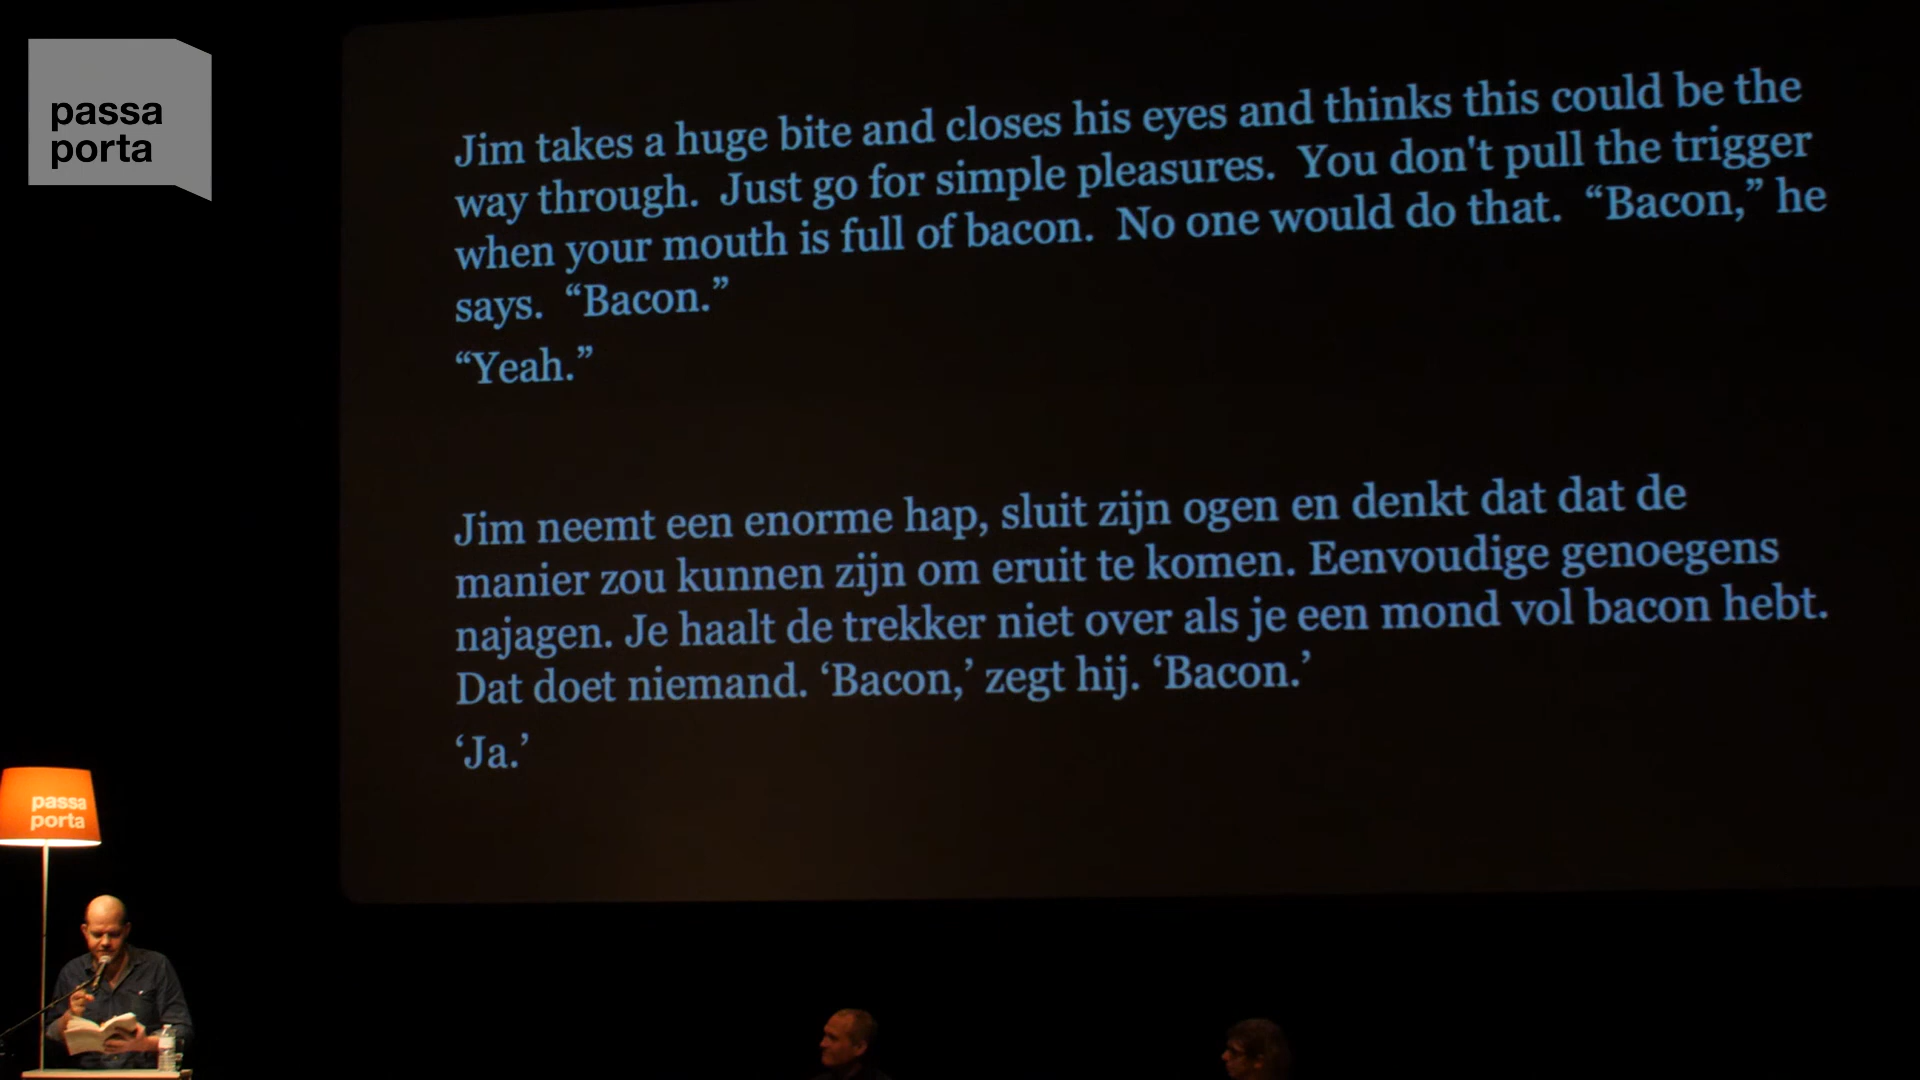 passa
porta
Jim takes a huge bite and closes his eyes and thinks this could be the
way through.  Just go for simple pleasures.  You don't pull the trigger
when your mouth is full of bacon.  No one would do that.  “Bacon,” he
says.  “Bacon.”
“Yeah.”
Jim neemt een enorme hap, sluit zijn ogen en denkt dat dat de
manier zou kunnen zijn om eruit te komen. Eenvoudige genoegens
najagen. Je haalt de trekker niet over als je een mond vol bacon hebt.
Dat doet niemand. ‘Bacon,’ zegt hij. ‘Bacon.’
‘Ja.’
passa
porta